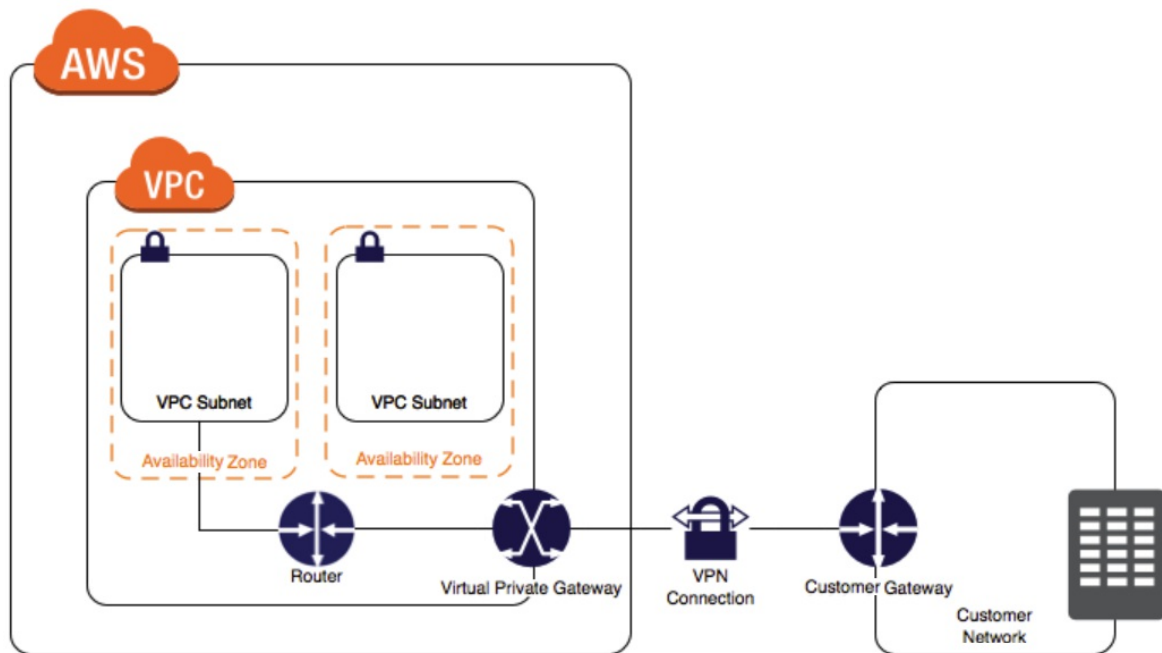 AWS
VPC
VPC Subnet
VPC Subnet
Availability Zone
Availability Zone
Router
Virtual Private Gateway
VPN
Connection
Customer Gateway
Customer
Network